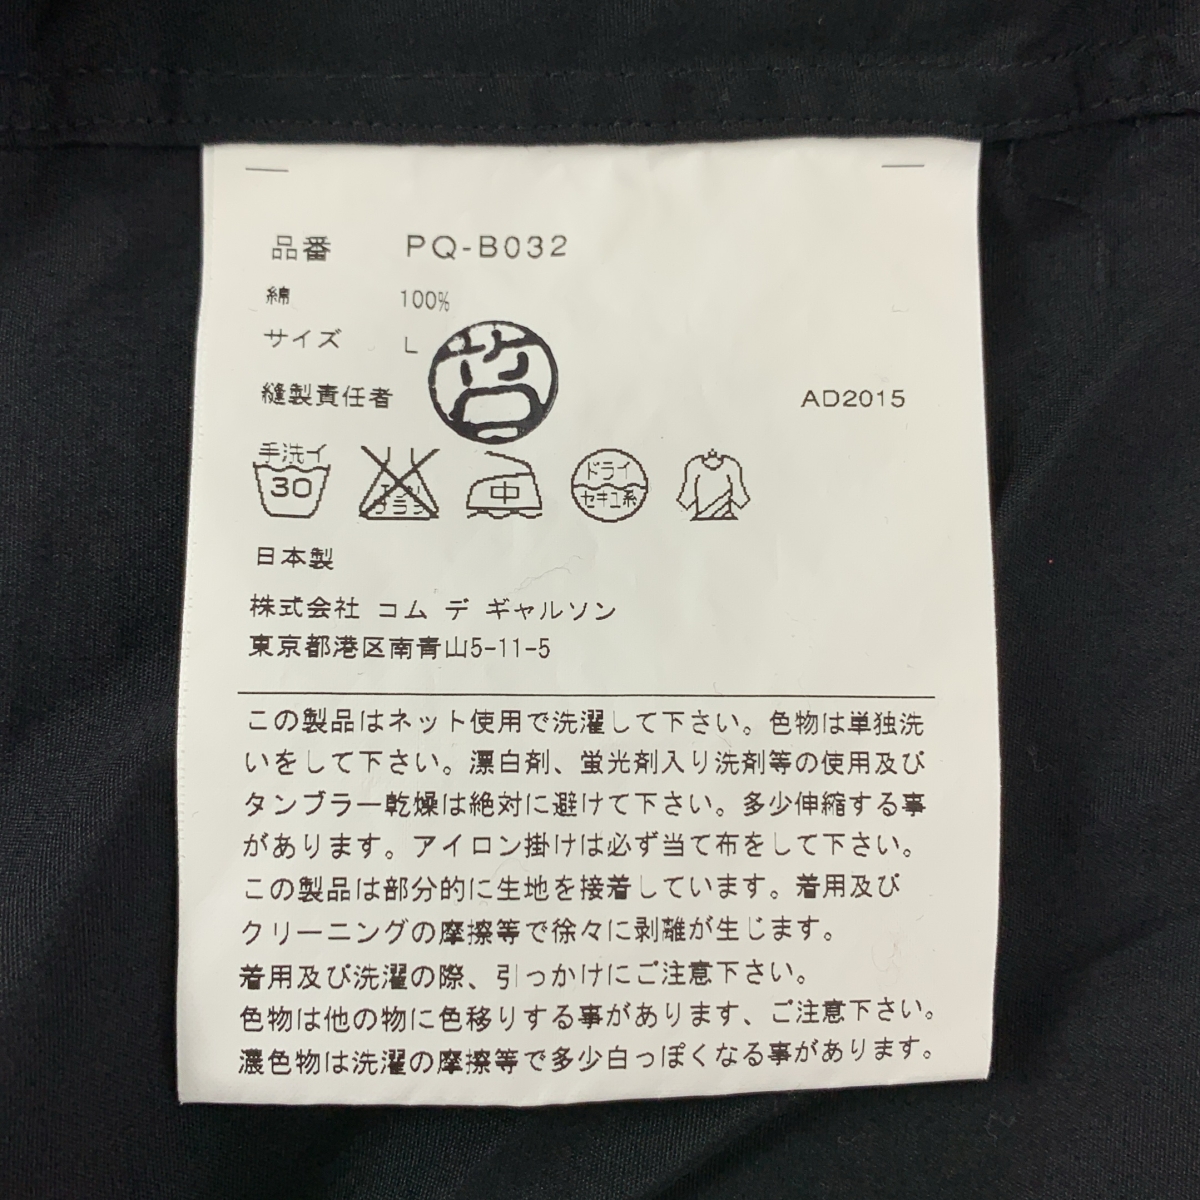 品番 PQ-B032
綿 100%
サイズ L
縫製責任者 哲 AD2015
手洗イ
30 エンソ
サラシ 中 ドライ
セキユ系
日本製
株式会社 コム デ ギャルソン
東京都港区南青山5-11-5
この製品はネット使用で洗濯して下さい。色物は単独洗
いをして下さい。漂白剤、蛍光剤入り洗剤等の使用及び
タンブラー乾燥は絶対に避けて下さい。多少伸縮する事
があります。アイロン掛けは必ず当て布をして下さい。
この製品は部分的に生地を接着しています。着用及び
クリーニングの摩擦等で徐々に剥離が生じます。
着用及び洗濯の際、引っかけにご注意下さい。
色物は他の物に色移りする事があります、ご注意下さい。
濃色物は洗濯の摩擦等で多少白っぽくなる事があります。